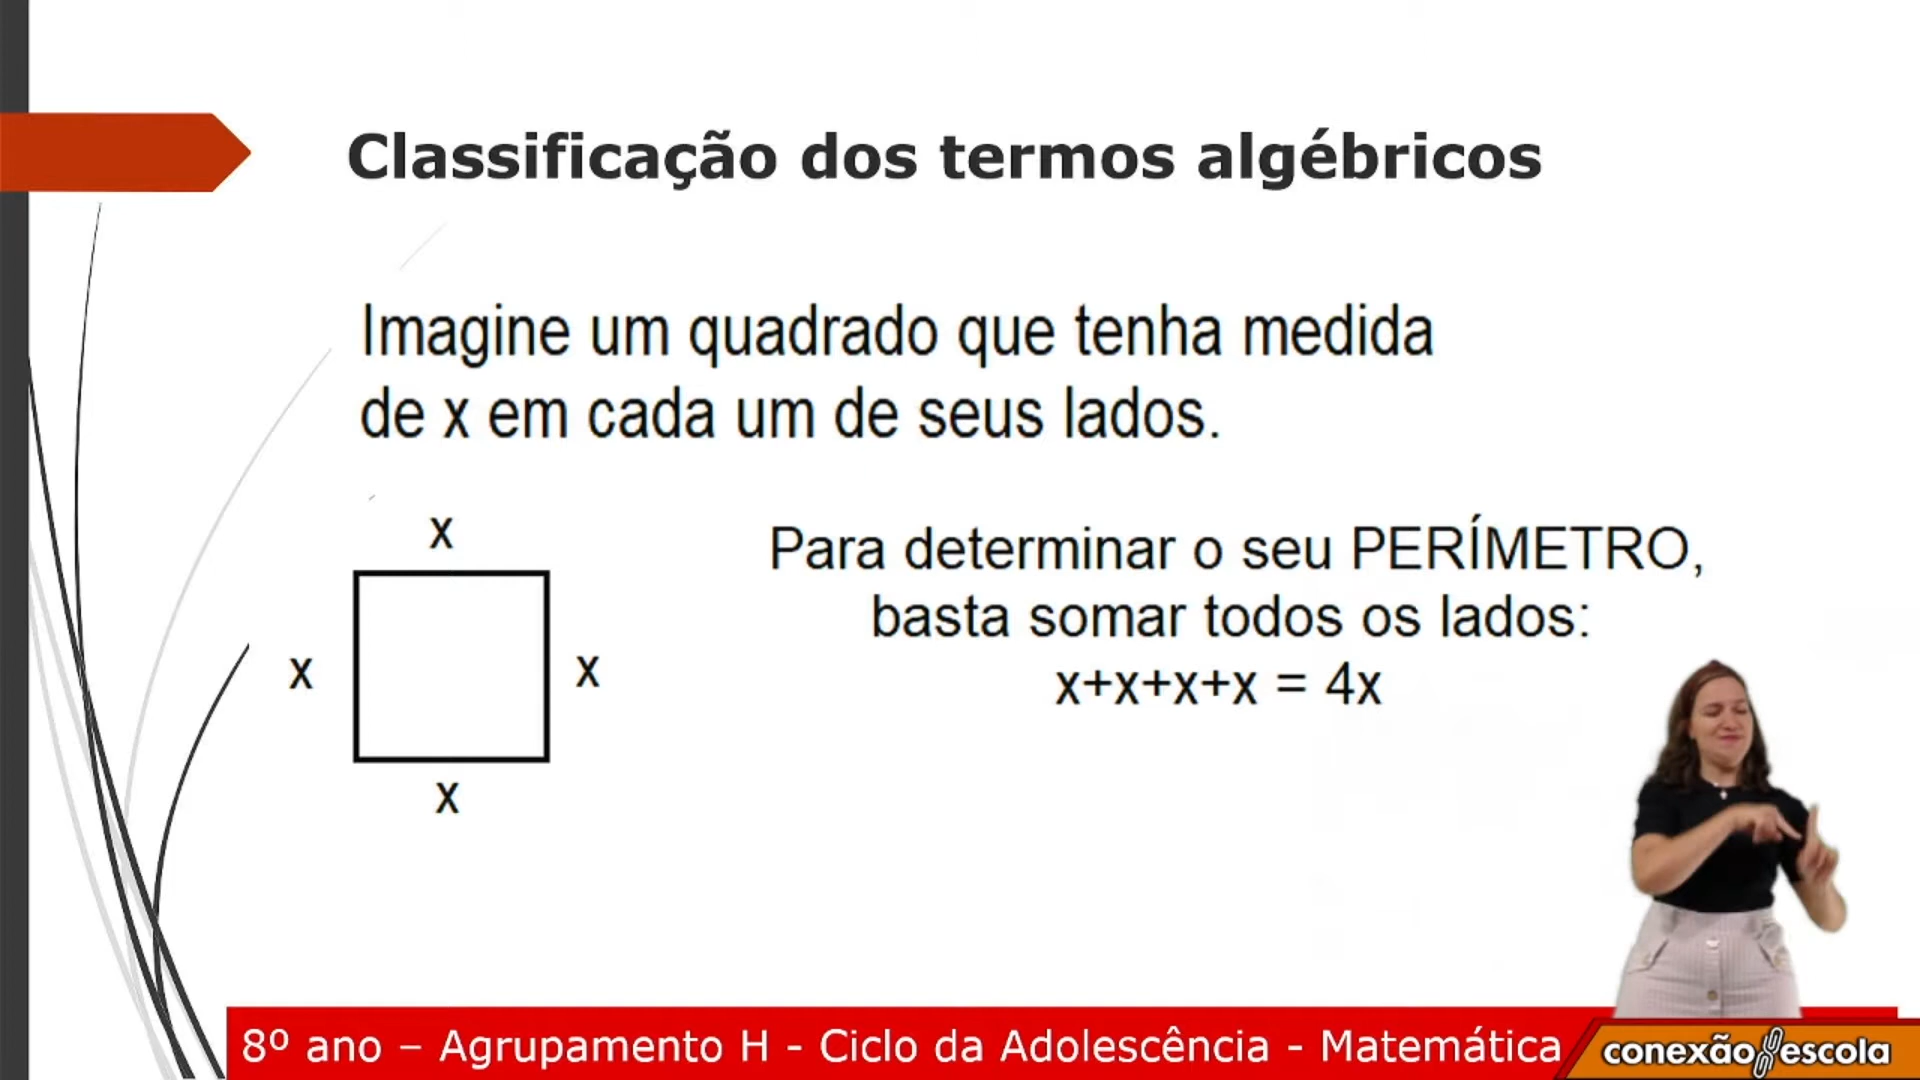 Classificação dos termos algébricos
Imagine um quadrado que tenha medida
de x em cada um de seus lados.
x
x
x
x
Para determinar o seu PERÍMETRO,
basta somar todos os lados:
x+x+x+x = 4x
8º ano – Agrupamento H - Ciclo da Adolescência - Matemática
conexão escola